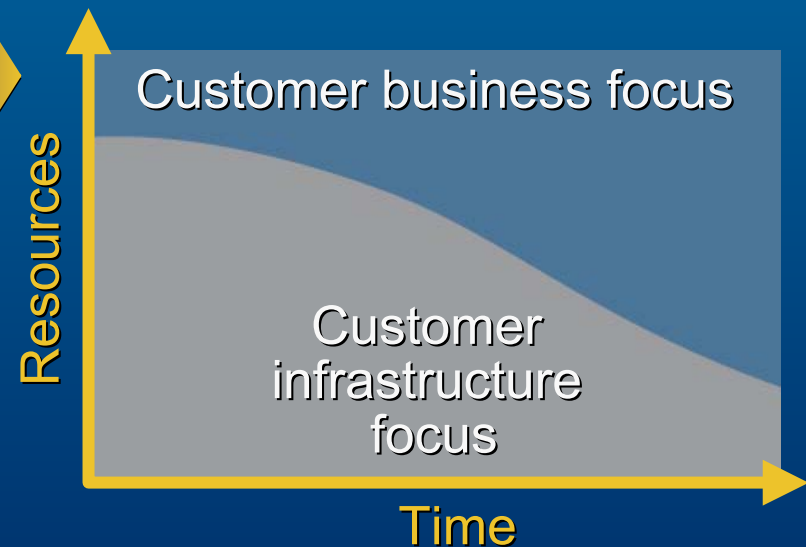 Customer business focus
Resources
Customer
infrastructure
focus
Time